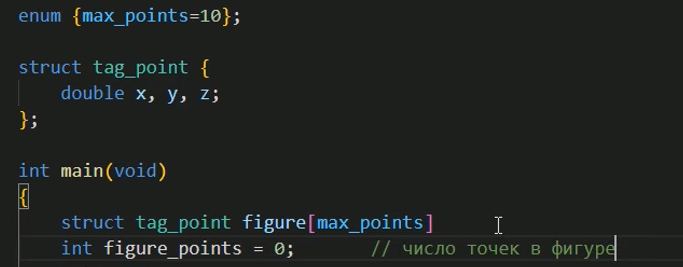 enum {max_points=10};
struct tag_point {
double x, y, z;
};
int main(void)
{
struct tag_point figure[max_points]
int figure_points = 0; // число точек в фигуре